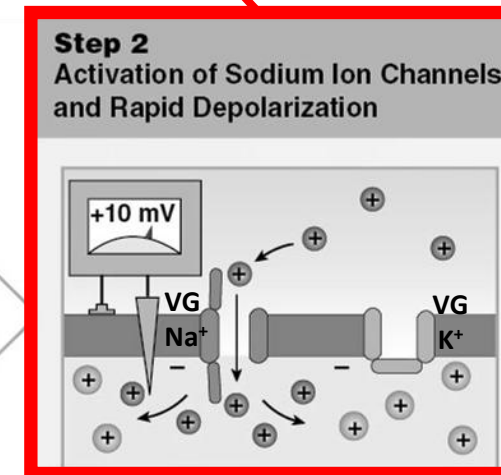 Step 2
Activation of Sodium Ion Channels
and Rapid Depolarization
+10 mV
VG
Na⁺
VG
K⁺
+
+
+
+
−
−
+
+
+
+
+
+
+
+
+
+
+